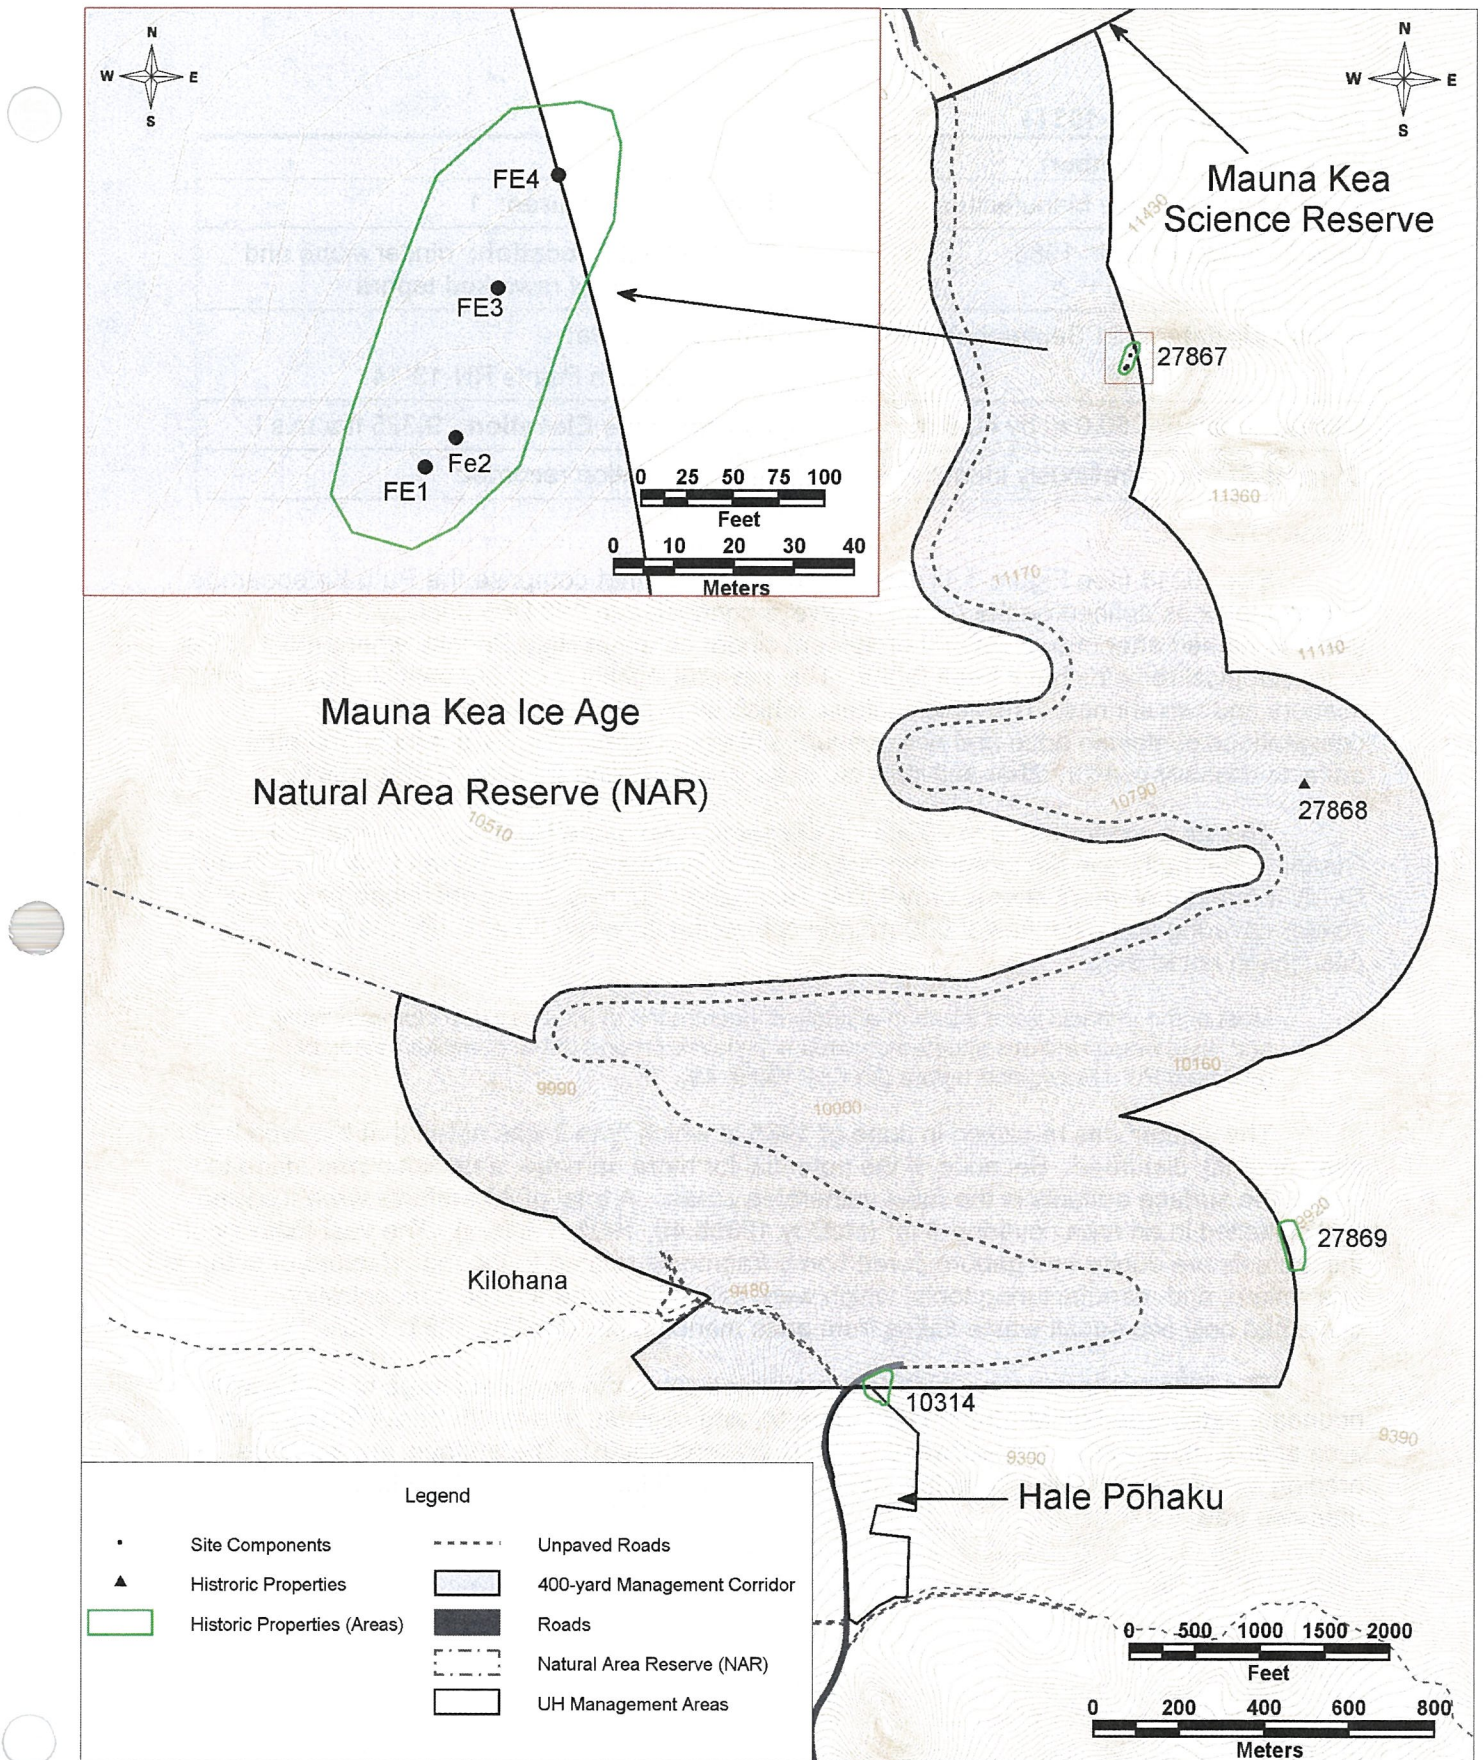 N
W
E
S
FE4
FE3
Fe2
FE1
0 25 50 75 100
Feet
0 10 20 30 40
Meters
N
W
E
S
Mauna Kea
Science Reserve
11430
27867
11360
11170
11110
Mauna Kea Ice Age
Natural Area Reserve (NAR)
10510
10790
27868
10160
9990
10000
9920
27869
Kilohana
9480
10314
9390
9300
Hale Pōhaku
Legend
Site Components
Histroric Properties
Historic Properties (Areas)
Unpaved Roads
400-yard Management Corridor
Roads
Natural Area Reserve (NAR)
UH Management Areas
0 500 1000 1500 2000
Feet
0 200 400 600 800
Meters